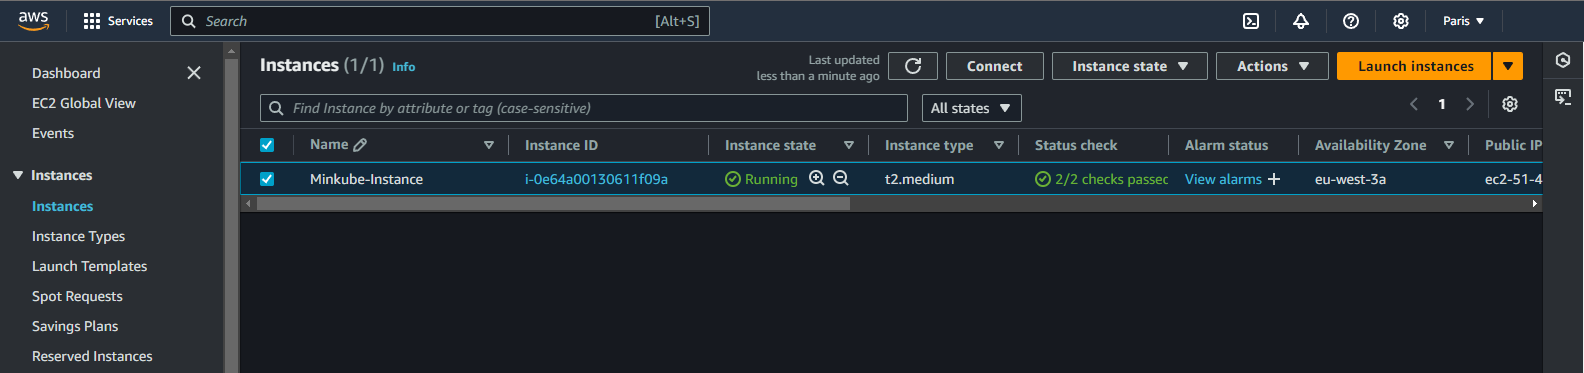 aws Services Search [Alt+S] Paris
Dashboard
EC2 Global View
Events
Instances
Instances
Instance Types
Launch Templates
Spot Requests
Savings Plans
Reserved Instances
Instances (1/1) Info
Last updated
less than a minute ago
Connect Instance state Actions Launch instances
Find Instance by attribute or tag (case-sensitive) All states 1
Name Instance ID Instance state Instance type Status check Alarm status Availability Zone Public IP
Minkube-Instance i-0e64a00130611f09a Running t2.medium 2/2 checks passed View alarms eu-west-3a ec2-51-4